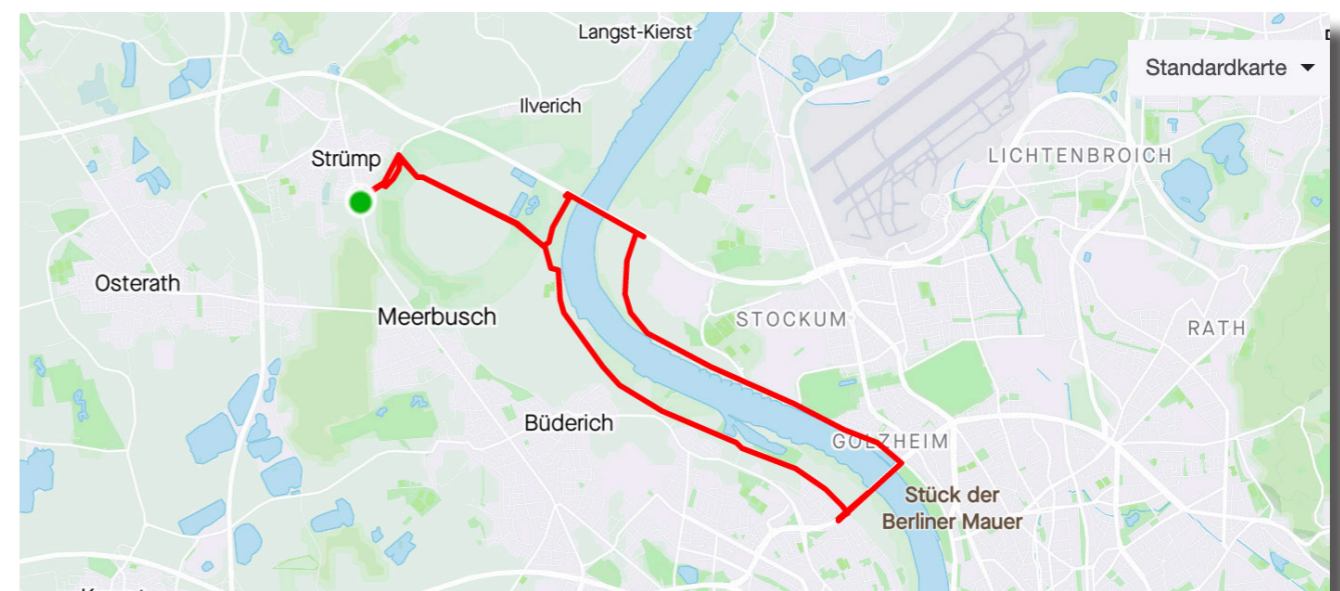 Langst-Kierst
Standardkarte
Ilverich
Strümp
LICHTENBROICH
Osterath
Meerbusch
STOCKUM
RATH
Büderich
GOLZHEIM
Stück der
Berliner Mauer